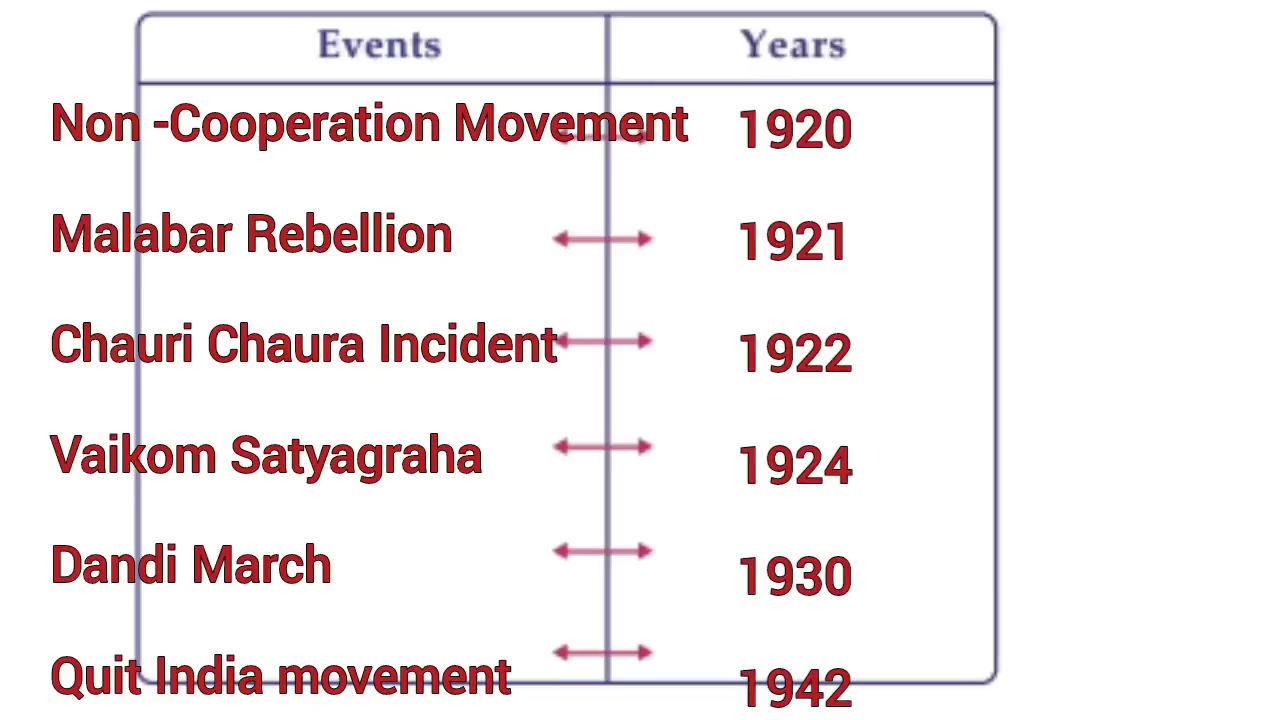 Events Years
Non -Cooperation Movement 1920
Malabar Rebellion 1921
Chauri Chaura Incident 1922
Vaikom Satyagraha 1924
Dandi March 1930
Quit India movement 1942